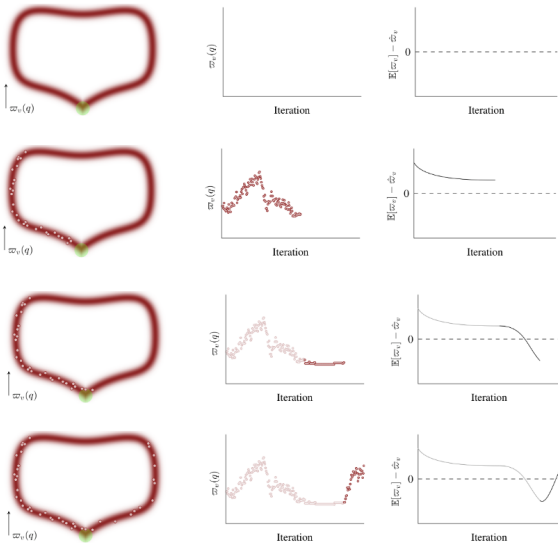 ϖ_v(q)
ϖ_v(q)
Iteration
𝔼[ϖ_v] − ϖ̂_v
0
Iteration
ϖ_v(q)
ϖ_v(q)
Iteration
𝔼[ϖ_v] − ϖ̂_v
0
Iteration
ϖ_v(q)
ϖ_v(q)
Iteration
𝔼[ϖ_v] − ϖ̂_v
0
Iteration
ϖ_v(q)
ϖ_v(q)
Iteration
𝔼[ϖ_v] − ϖ̂_v
0
Iteration